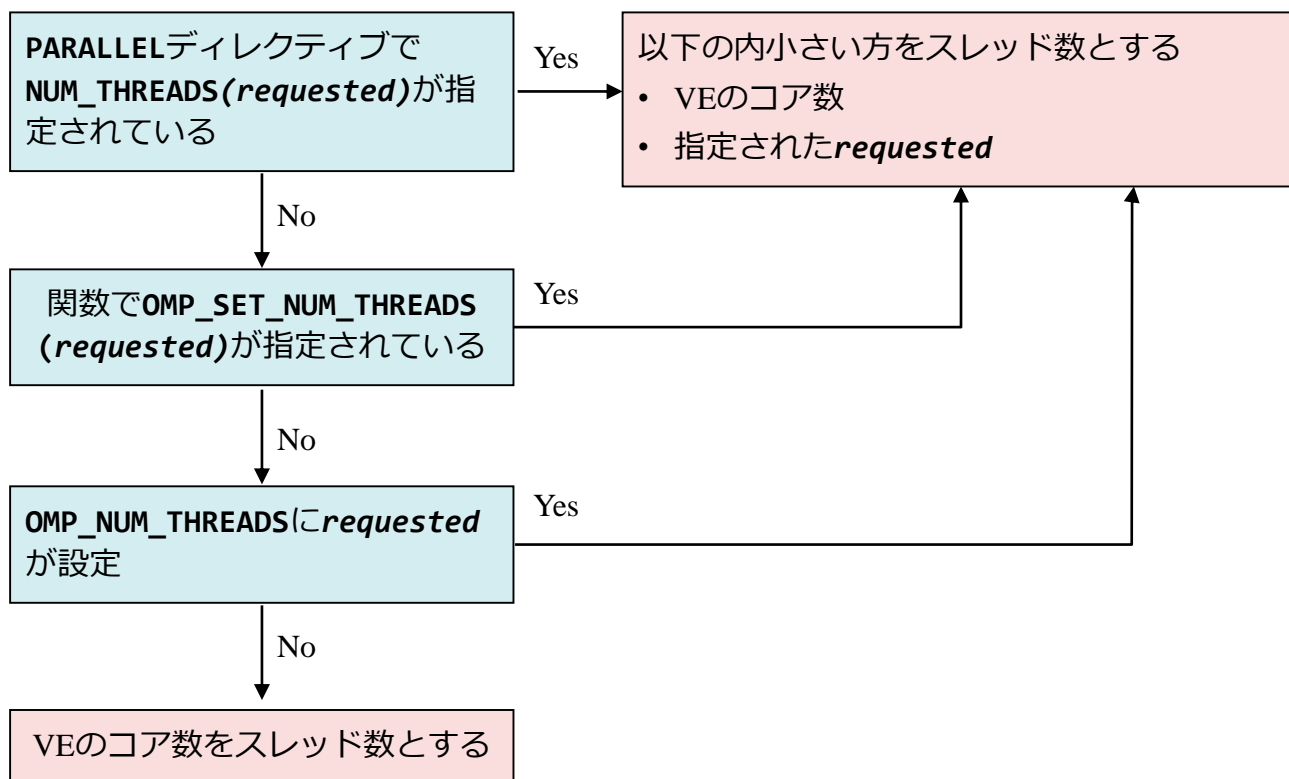 PARALLELディレクティブで
NUM_THREADS(requested)が指
定されている
Yes
以下の内小さい方をスレッド数とする
• VEのコア数
• 指定されたrequested
No
関数でOMP_SET_NUM_THREADS
(requested)が指定されている
Yes
No
OMP_NUM_THREADSにrequested
が設定
Yes
No
VEのコア数をスレッド数とする